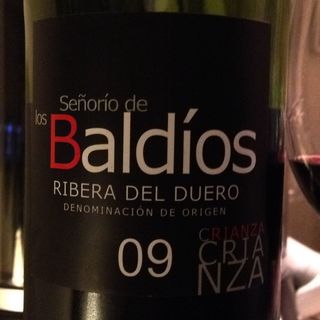 Señorío de
los Baldíos
RIBERA DEL DUERO
DENOMINACIÓN DE ORIGEN
09
CRIANZA
CRIA
NZA